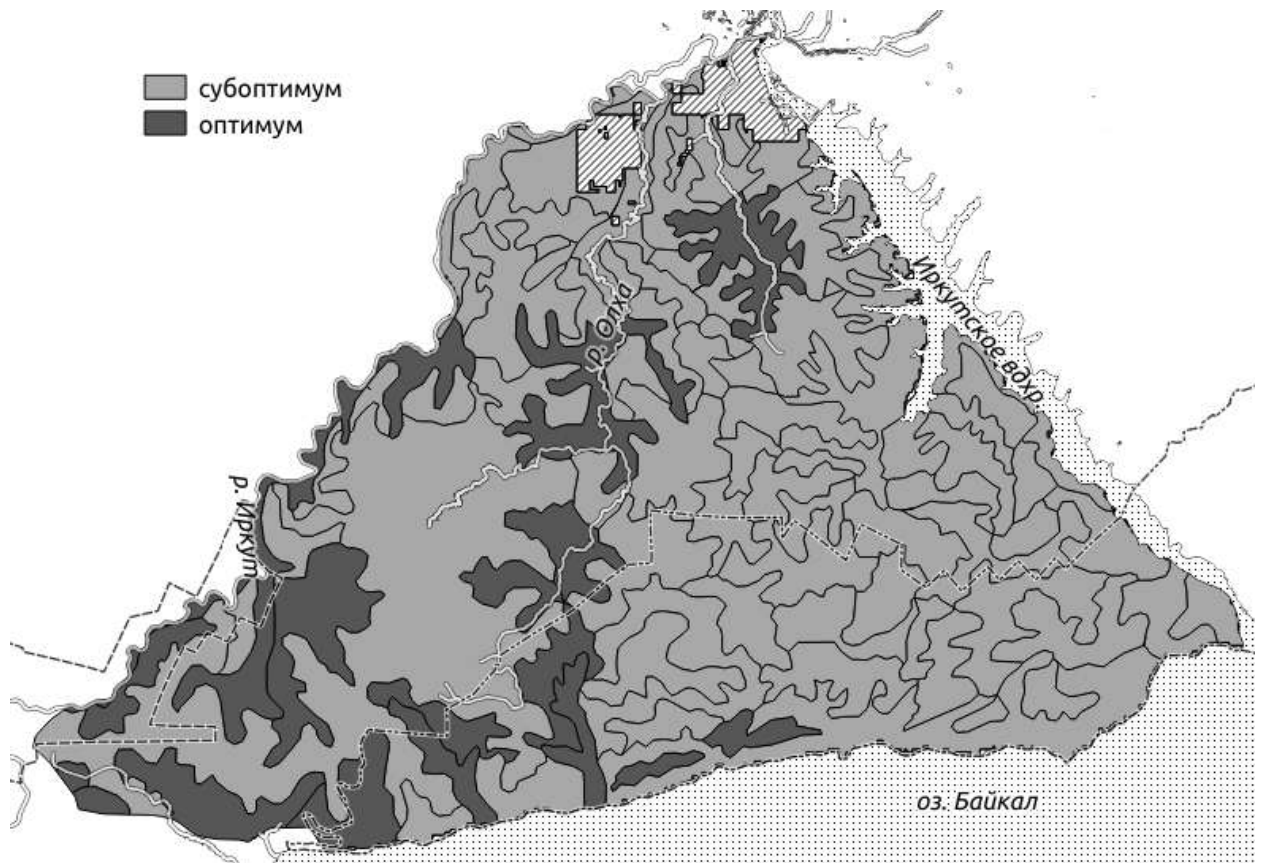 субоптимум
оптимум
р. Олха
Иркутское вдхр.
р. Иркут
оз. Байкал